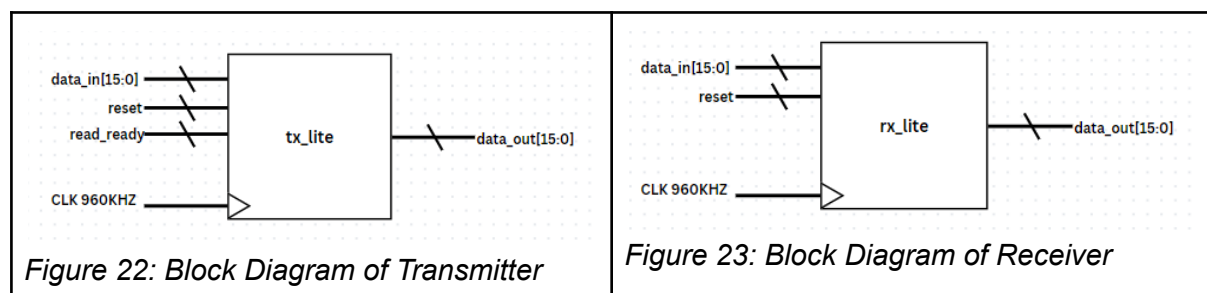 data_in[15:0]
reset
read_ready
CLK 960KHZ
tx_lite
data_out[15:0]
Figure 22: Block Diagram of Transmitter
data_in[15:0]
reset
CLK 960KHZ
rx_lite
data_out[15:0]
Figure 23: Block Diagram of Receiver